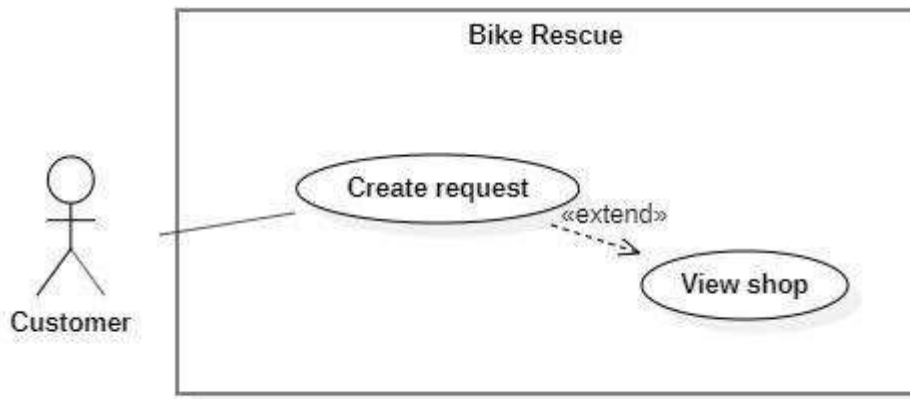 Bike Rescue
Create request
«extend»
View shop
Customer